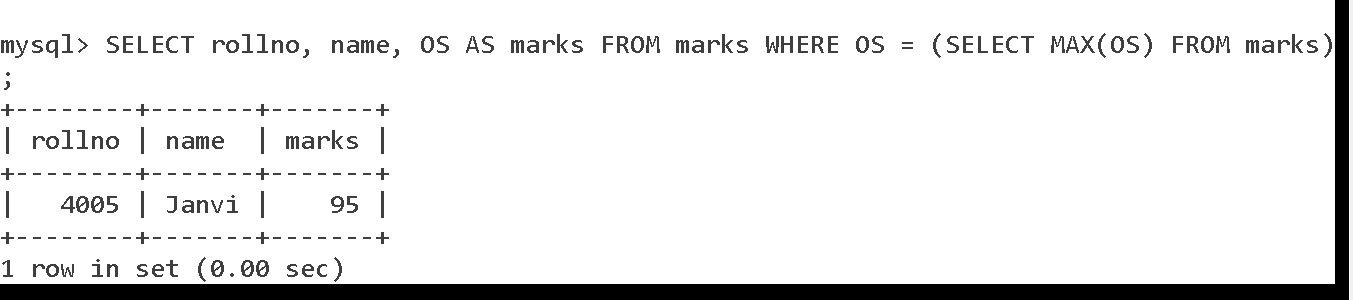 mysql> SELECT rollno, name, OS AS marks FROM marks WHERE OS = (SELECT MAX(OS) FROM marks)
;
+--------+-------+-------+
| rollno | name  | marks |
+--------+-------+-------+
|   4005 | Janvi |    95 |
+--------+-------+-------+
1 row in set (0.00 sec)